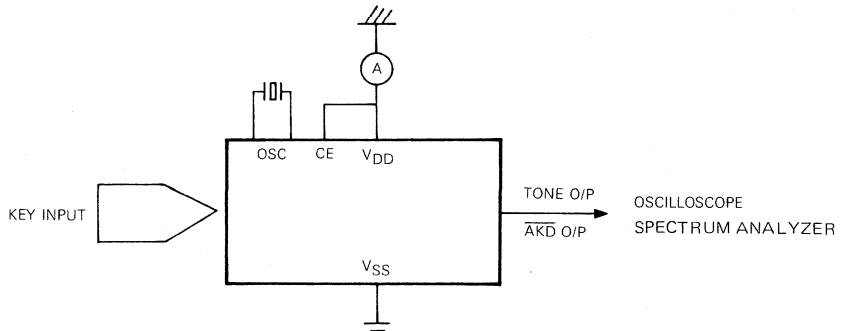 A
OSC CE VDD
KEY INPUT
TONE O/P
AKD O/P
OSCILLOSCOPE
SPECTRUM ANALYZER
VSS